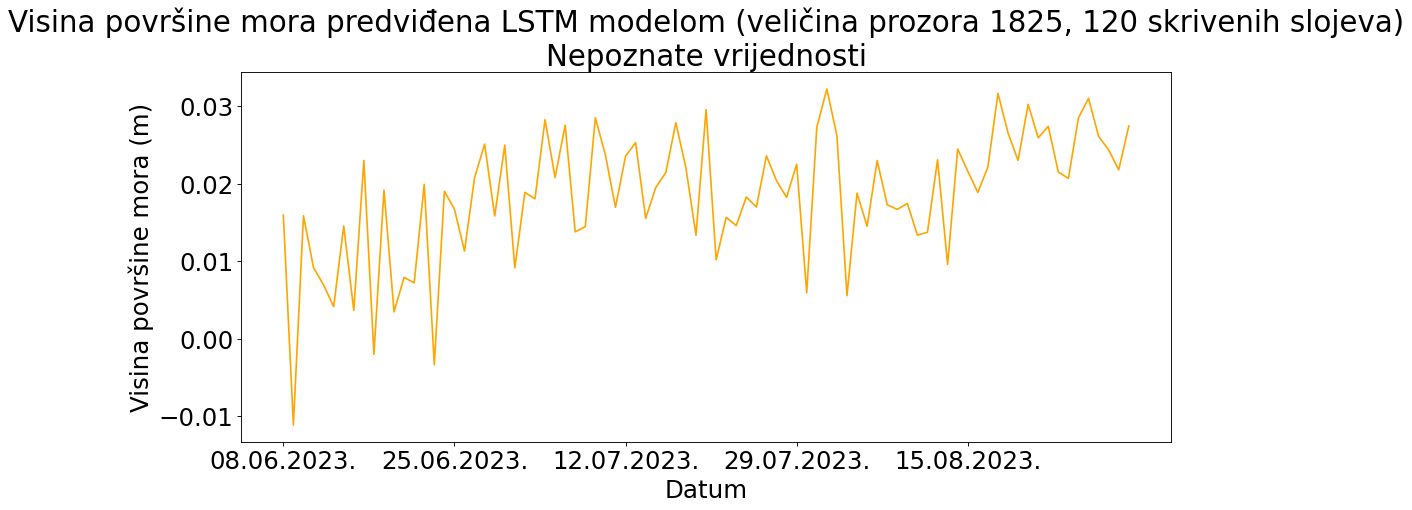 Visina površine mora predviđena LSTM modelom (veličina prozora 1825, 120 skrivenih slojeva)
Nepoznate vrijednosti
Visina površine mora (m)
0.03
0.02
0.01
0.00
−0.01
08.06.2023. 25.06.2023. 12.07.2023. 29.07.2023. 15.08.2023.
Datum